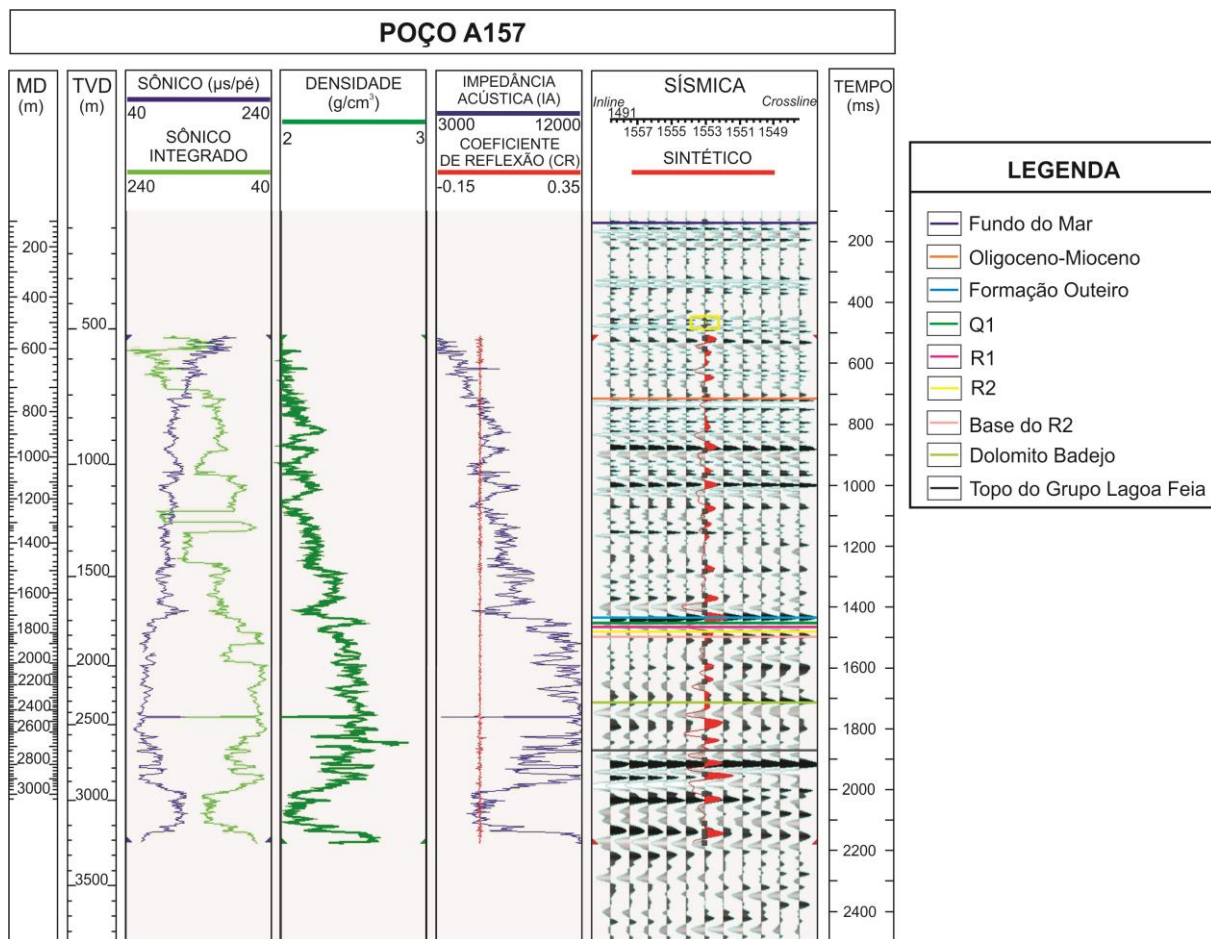 POÇO A157
MD
(m)
200
400
600
800
1000
1200
1400
1600
1800
2000
2200
2400
2600
2800
3000
TVD
(m)
500
1000
1500
2000
2500
3000
3500
SÔNICO (µs/pé)
40 240
SÔNICO
INTEGRADO
240 40
DENSIDADE
(g/cm³)
2 3
IMPEDÂNCIA
ACÚSTICA (IA)
3000 12000
COEFICIENTE
DE REFLEXÃO (CR)
-0.15 0.35
SÍSMICA
Inline Crossline
1491
1557 1555 1553 1551 1549
SINTÉTICO
TEMPO
(ms)
200
400
600
800
1000
1200
1400
1600
1800
2000
2200
2400
LEGENDA
Fundo do Mar
Oligoceno-Mioceno
Formação Outeiro
Q1
R1
R2
Base do R2
Dolomito Badejo
Topo do Grupo Lagoa Feia